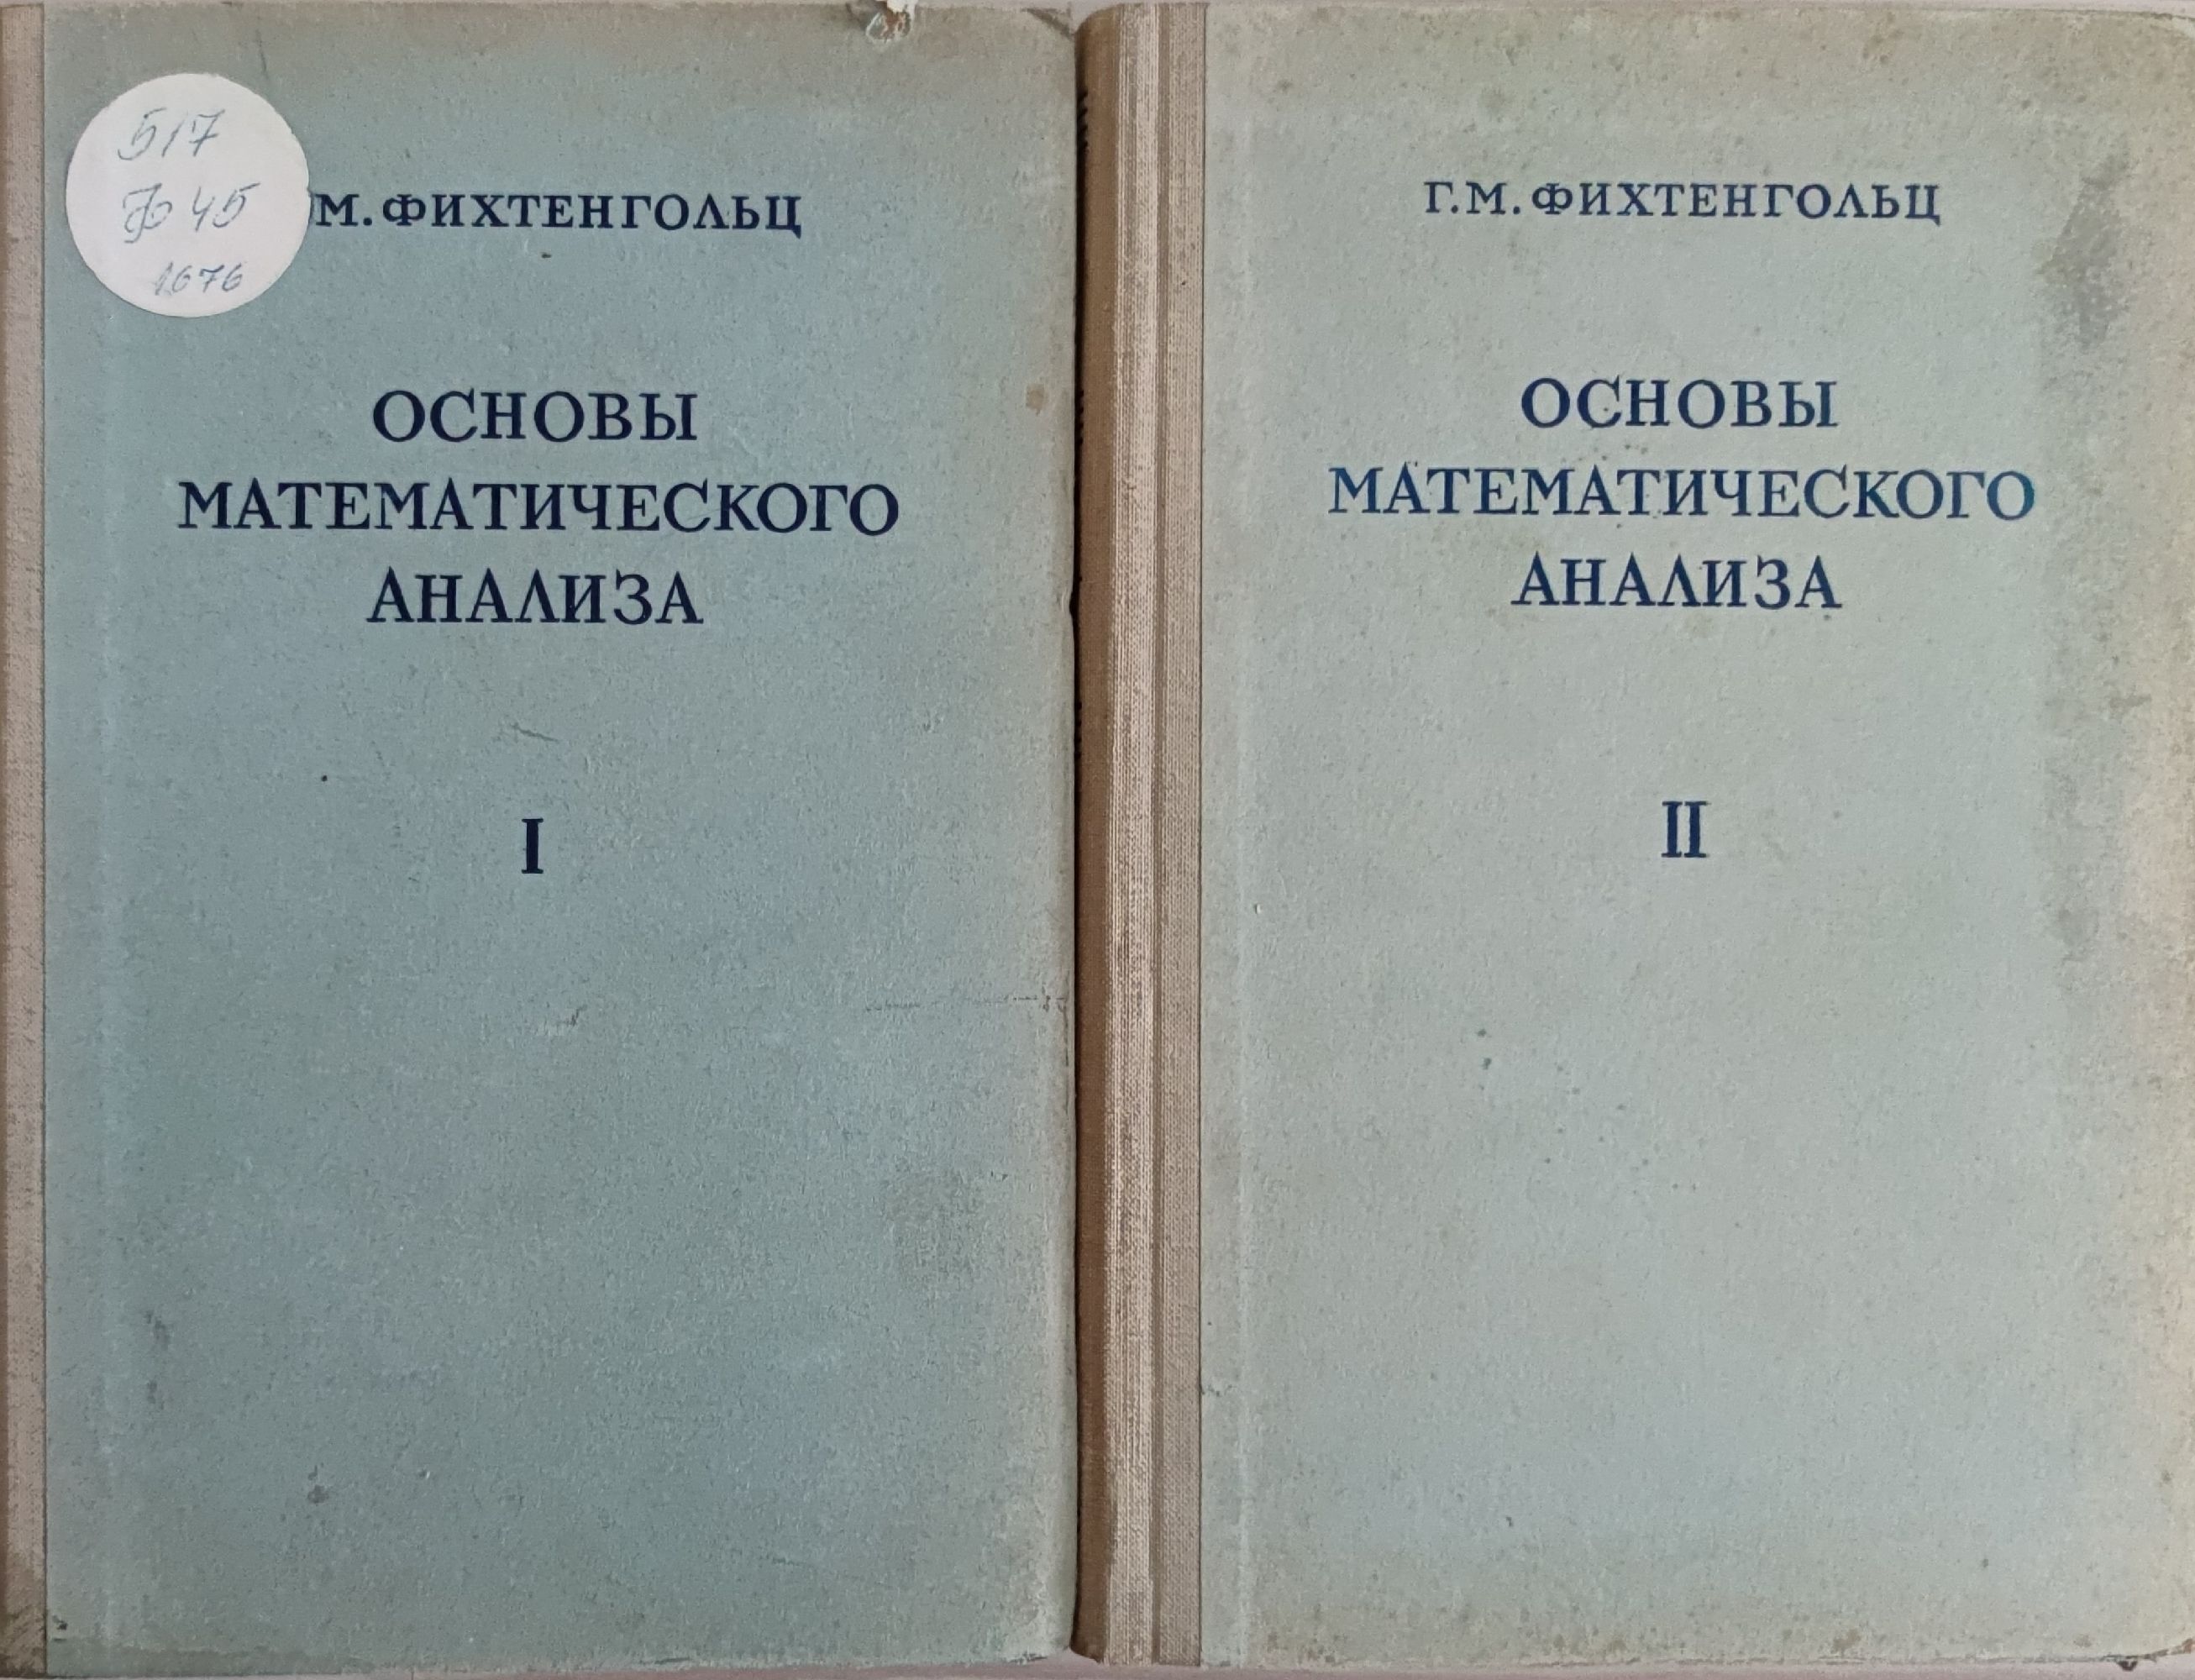 517
Ф 45
1676
М. ФИХТЕНГОЛЬЦ
ОСНОВЫ
МАТЕМАТИЧЕСКОГО
АНАЛИЗА
I
Г. М. ФИХТЕНГОЛЬЦ
ОСНОВЫ
МАТЕМАТИЧЕСКОГО
АНАЛИЗА
II